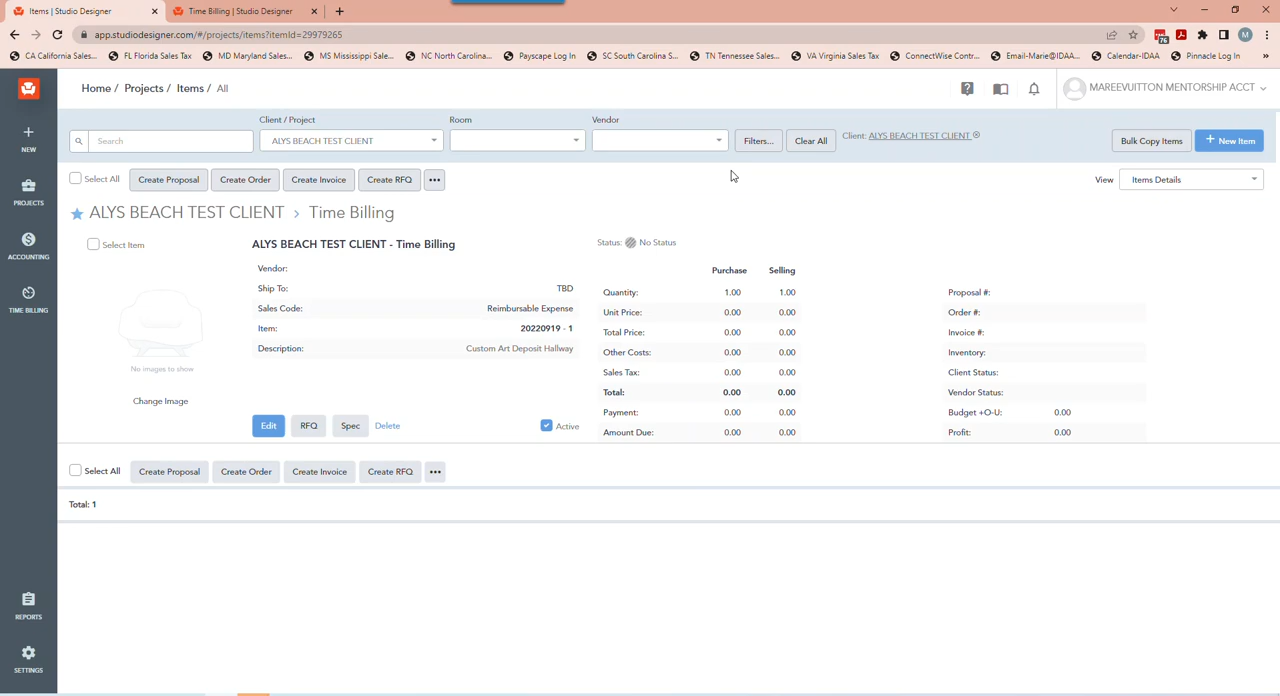 Items | Studio Designer
Time Billing | Studio Designer
app.studiodesigner.com/#/projects/items?itemId=29979265
76
M
CA California Sales...
FL Florida Sales Tax
MD Maryland Sales...
MS Mississippi Sale...
NC North Carolina...
Payscape Log In
SC South Carolina S...
TN Tennessee Sales...
VA Virginia Sales Tax
ConnectWise Contr...
Email-Marie@IDAA...
Calendar-IDAA
Pinnacle Log In
Home / Projects / Items / All
MAREEVUITTON MENTORSHIP ACCT
NEW
PROJECTS
ACCOUNTING
TIME BILLING
REPORTS
SETTINGS
Client / Project
Room
Vendor
Search
ALYS BEACH TEST CLIENT
Filters...
Clear All
Client: ALYS BEACH TEST CLIENT
Bulk Copy Items
+ New Item
Select All
Create Proposal
Create Order
Create Invoice
Create RFQ
•••
View
Items Details
ALYS BEACH TEST CLIENT > Time Billing
Select Item
No images to show
Change Image
ALYS BEACH TEST CLIENT - Time Billing
Vendor:
Ship To: TBD
Sales Code: Reimbursable Expense
Item: 20220919 - 1
Description: Custom Art Deposit Hallway
Edit
RFQ
Spec
Delete
Active
Status: No Status
Purchase Selling
Quantity: 1.00 1.00
Unit Price: 0.00 0.00
Total Price: 0.00 0.00
Other Costs: 0.00 0.00
Sales Tax: 0.00 0.00
Total: 0.00 0.00
Payment: 0.00 0.00
Amount Due: 0.00 0.00
Proposal #:
Order #:
Invoice #:
Inventory:
Client Status:
Vendor Status:
Budget +O-U: 0.00
Profit: 0.00
Select All
Create Proposal
Create Order
Create Invoice
Create RFQ
•••
Total: 1